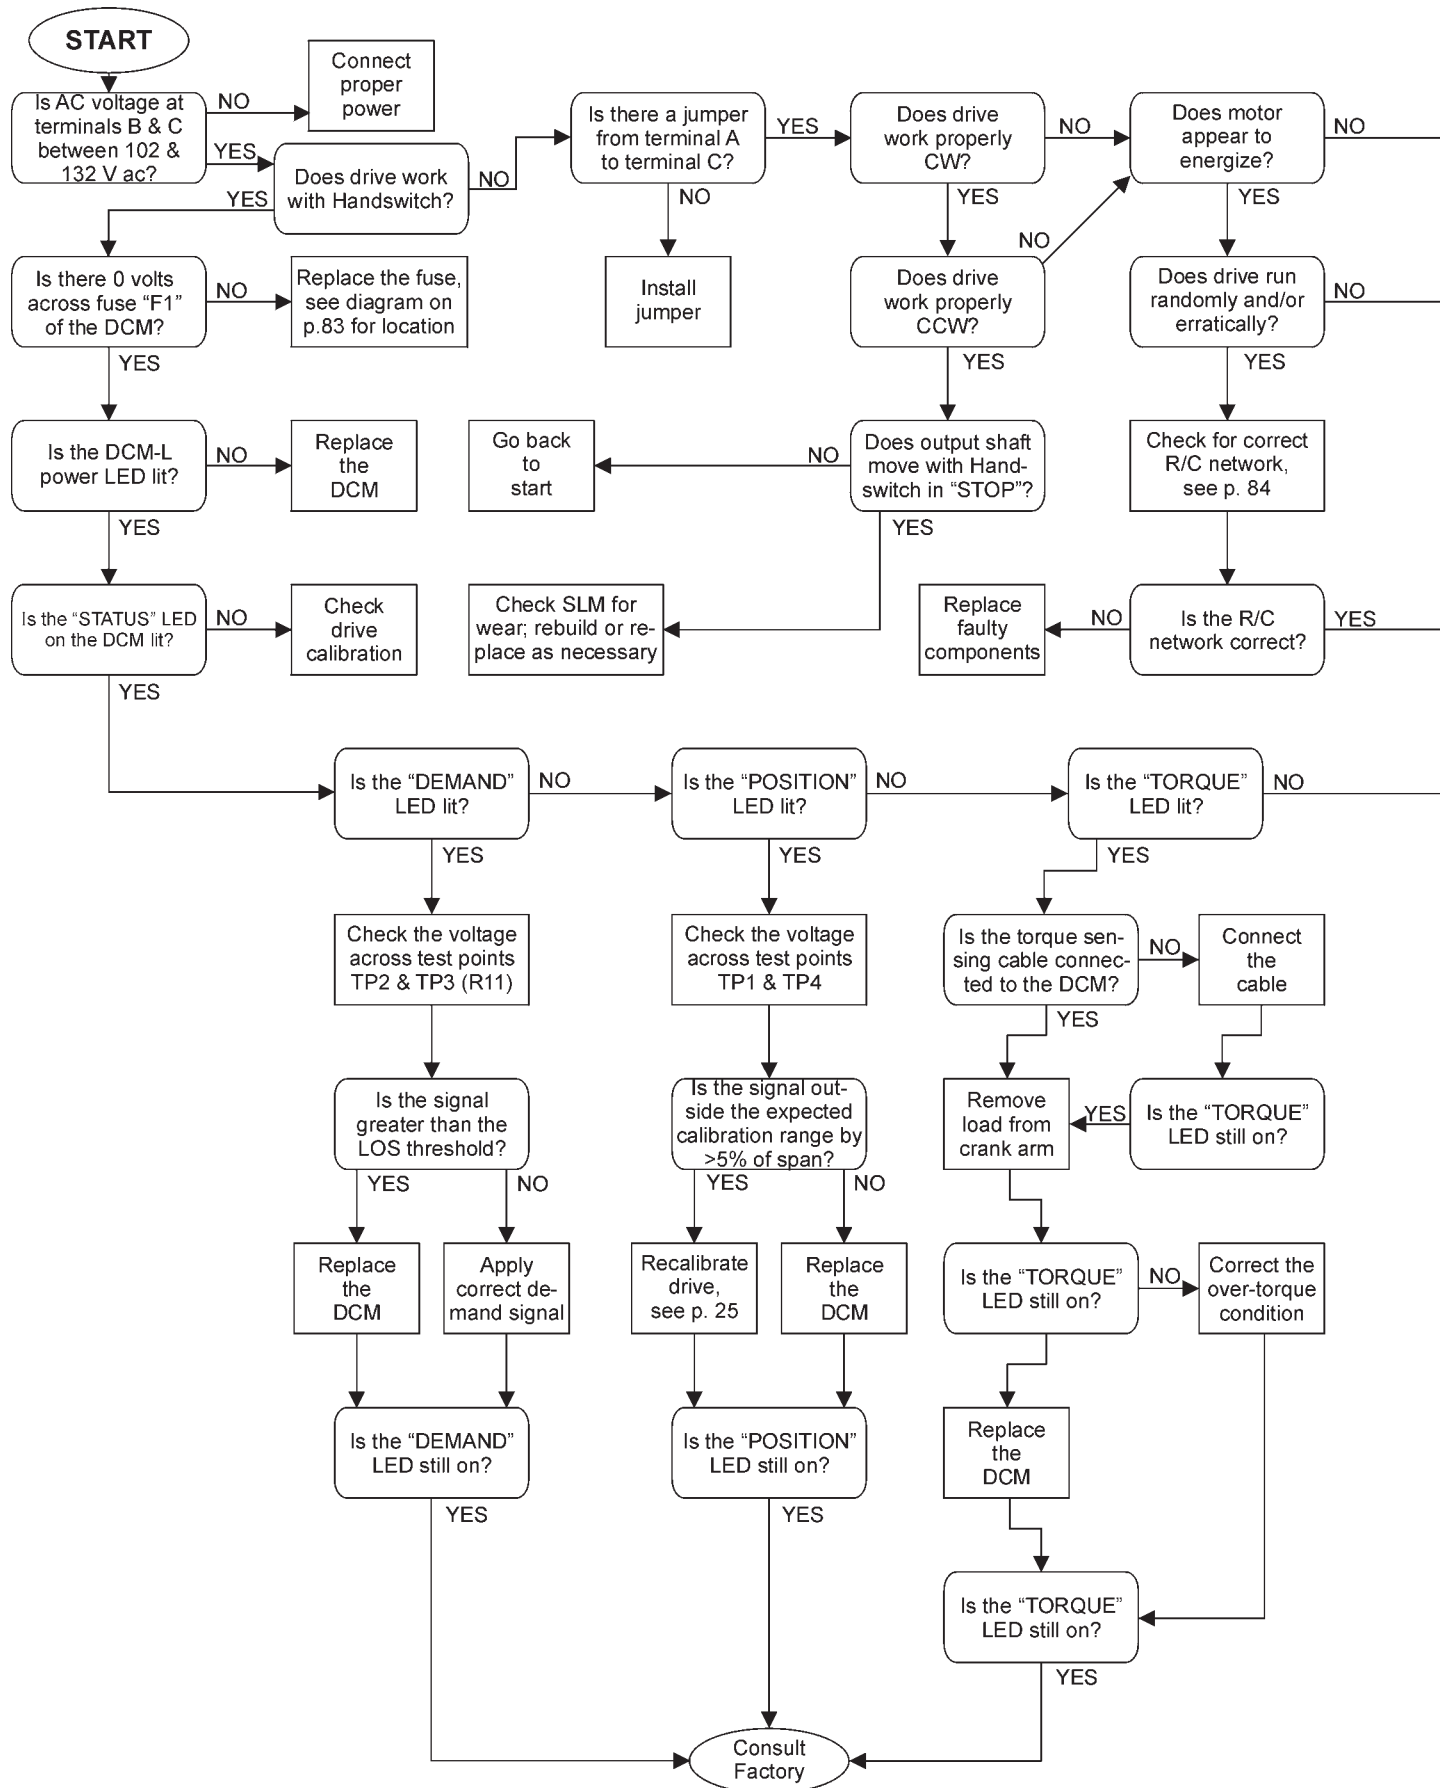 START
Connect
proper
power
Is AC voltage at
terminals B & C
between 102 &
132 V ac?
NO
YES
Does drive work
with Handswitch?
YES
NO
Is there a jumper
from terminal A
to terminal C?
YES
NO
Install
jumper
Does drive
work properly
CW?
NO
YES
Does motor
appear to
energize?
NO
YES
Is there 0 volts
across fuse “F1”
of the DCM?
NO
YES
Replace the fuse,
see diagram on
p.83 for location
Does drive
work properly
CCW?
NO
YES
Does drive run
randomly and/or
erratically?
NO
YES
Is the DCM-L
power LED lit?
NO
YES
Replace
the
DCM
Go back
to
start
NO
Does output shaft
move with Hand-
switch in “STOP”?
YES
Check for correct
R/C network,
see p. 84
Is the “STATUS” LED
on the DCM lit?
NO
YES
Check
drive
calibration
Check SLM for
wear; rebuild or re-
place as necessary
Replace
faulty
components
NO
Is the R/C
network correct?
YES
Is the “DEMAND”
LED lit?
NO
YES
Is the “POSITION”
LED lit?
NO
YES
Is the “TORQUE”
LED lit?
NO
YES
Check the voltage
across test points
TP2 & TP3 (R11)
Check the voltage
across test points
TP1 & TP4
Is the torque sen-
sing cable connec-
ted to the DCM?
NO
YES
Connect
the
cable
Is the signal
greater than the
LOS threshold?
YES
NO
Is the signal out-
side the expected
calibration range by
>5% of span?
YES
NO
Remove
load from
crank arm
YES
Is the “TORQUE”
LED still on?
Replace
the
DCM
Apply
correct de-
mand signal
Recalibrate
drive,
see p. 25
Replace
the
DCM
Is the “TORQUE”
LED still on?
NO
Correct the
over-torque
condition
Is the “DEMAND”
LED still on?
YES
Is the “POSITION”
LED still on?
YES
Replace
the
DCM
Is the “TORQUE”
LED still on?
YES
Consult
Factory